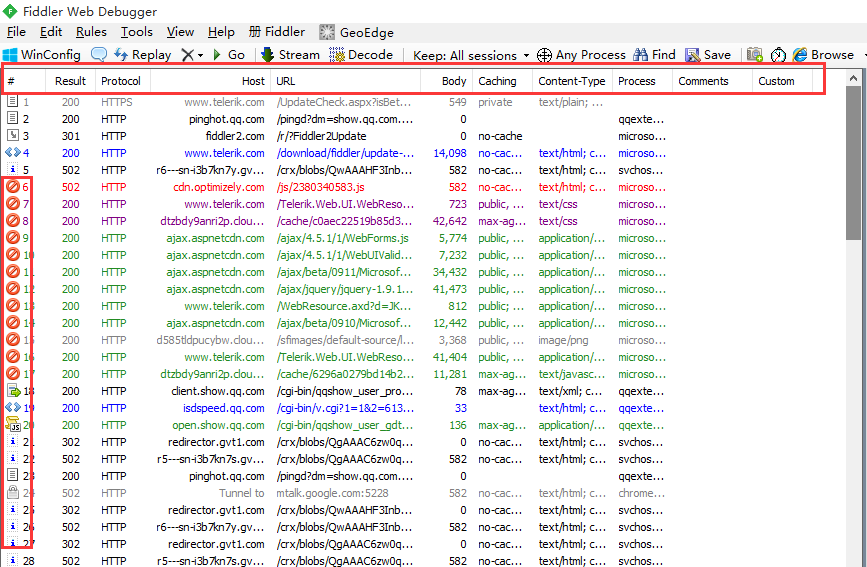 Fiddler Web Debugger
File Edit Rules Tools View Help Fiddler GeoEdge
WinConfig Replay Go Stream Decode Keep: All sessions Any Process Find Save Browse
# Result Protocol Host URL Body Caching Content-Type Process Comments Custom
1 200 HTTPS www.telerik.com /UpdateCheck.aspx?isBet... 549 private text/plain; ...
2 200 HTTP pinghot.qq.com /pingd?dm=show.qq.com.... 0 qqexte...
3 301 HTTP fiddler2.com /r/?Fiddler2Update 0 no-cache microso...
4 200 HTTP www.telerik.com /download/fiddler/update-... 14,098 no-cac... text/html; c... microso...
5 200 HTTP r6---sn-i3b7kn7y.gv... /crx/blobs/QwAAAHF3Inb... 582 no-cac... text/html; c... svchos...
6 502 HTTP cdn.optimizely.com /js/2380340583.js 582 no-cac... text/html; c... microso...
7 200 HTTP www.telerik.com /Telerik.Web.UI.WebReso... 723 public, ... text/css microso...
8 200 HTTP dtzbdy9anri2p.clou... /cache/c0aec22519b85d3... 42,642 max-ag... text/css microso...
9 200 HTTP ajax.aspnetcdn.com /ajax/4.5.1/1/WebForms.js 5,774 public, ... application/... microso...
10 200 HTTP ajax.aspnetcdn.com /ajax/4.5.1/1/WebUIValid... 7,232 public, ... application/... microso...
11 200 HTTP ajax.aspnetcdn.com /ajax/beta/0911/Microsof... 34,432 public, ... application/... microso...
12 200 HTTP ajax.aspnetcdn.com /ajax/jquery/jquery-1.9.1... 41,473 public, ... application/... microso...
13 200 HTTP www.telerik.com /WebResource.axd?d=JK... 812 public, ... application/... microso...
14 200 HTTP ajax.aspnetcdn.com /ajax/beta/0910/Microsof... 12,442 public, ... application/... microso...
15 200 HTTP d585tldpucybw.clou... /sfimages/default-source/l... 3,368 public, ... image/png microso...
16 200 HTTP www.telerik.com /Telerik.Web.UI.WebReso... 41,404 public, ... application/... microso...
17 200 HTTP dtzbdy9anri2p.clou... /cache/6296a0279bd14b2... 11,281 max-ag... text/javasc... microso...
18 200 HTTP client.show.qq.com /cgi-bin/qqshow_user_pro... 78 max-ag... text/xml; c... qqexte...
19 200 HTTP isdspeed.qq.com /cgi-bin/v.cgi?1=1&2=613... 33 text/html; c... qqexte...
20 200 HTTP open.show.qq.com /cgi-bin/qqshow_user_gdt... 136 max-ag... application/... qqexte...
21 302 HTTP redirector.gvt1.com /crx/blobs/QgAAAC6zw0q... 0 no-cac... text/html; c... svchos...
22 502 HTTP r5---sn-i3b7kn7s.gv... /crx/blobs/QgAAAC6zw0q... 582 no-cac... text/html; c... svchos...
23 200 HTTP pinghot.qq.com /pingd?dm=show.qq.com.... 0 qqexte...
24 502 HTTP Tunnel to mtalk.google.com:5228 582 no-cac... text/html; c... chrome...
25 302 HTTP redirector.gvt1.com /crx/blobs/QwAAAHF3Inb... 0 no-cac... text/html; c... svchos...
26 502 HTTP r6---sn-i3b7kn7y.gv... /crx/blobs/QwAAAHF3Inb... 582 no-cac... text/html; c... svchos...
27 302 HTTP redirector.gvt1.com /crx/blobs/QgAAAC6zw0q... 0 no-cac... text/html; c... svchos...
28 502 HTTP r5---sn-i3b7kn7s.gv... /crx/blobs/QgAAAC6zw0q... 582 no-cac... text/html; c... svchos...